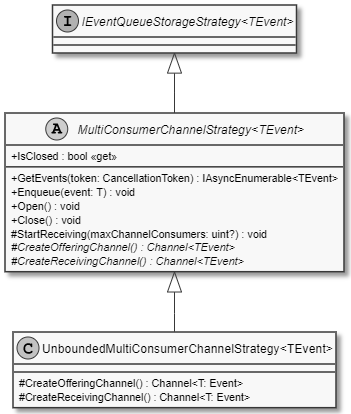 I IEventQueueStorageStrategy<TEvent>
A MultiConsumerChannelStrategy<TEvent>
+IsClosed : bool «get»
+GetEvents(token: CancellationToken) : IAsyncEnumerable<TEvent>
+Enqueue(event: T) : void
+Open() : void
+Close() : void
#StartReceiving(maxChannelConsumers: uint?) : void
#CreateOfferingChannel() : Channel<TEvent>
#CreateReceivingChannel() : Channel<TEvent>
C UnboundedMultiConsumerChannelStrategy<TEvent>
#CreateOfferingChannel() : Channel<T: Event>
#CreateReceivingChannel() : Channel<T: Event>